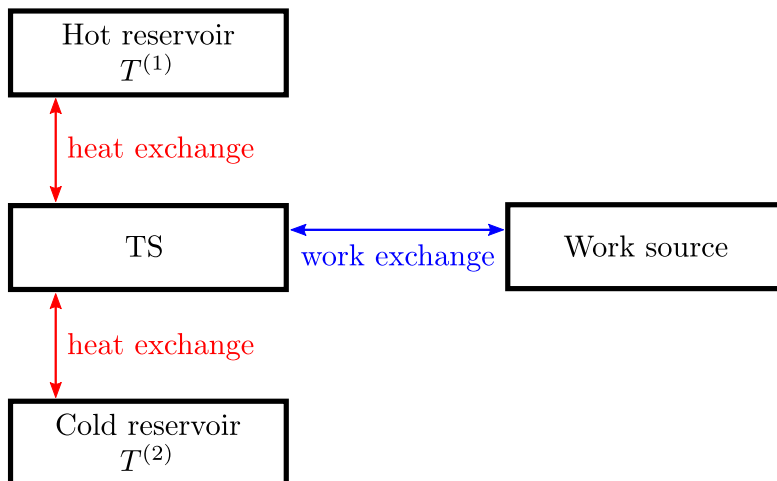 Hot reservoir
T^(1)
heat exchange
TS
work exchange
Work source
heat exchange
Cold reservoir
T^(2)